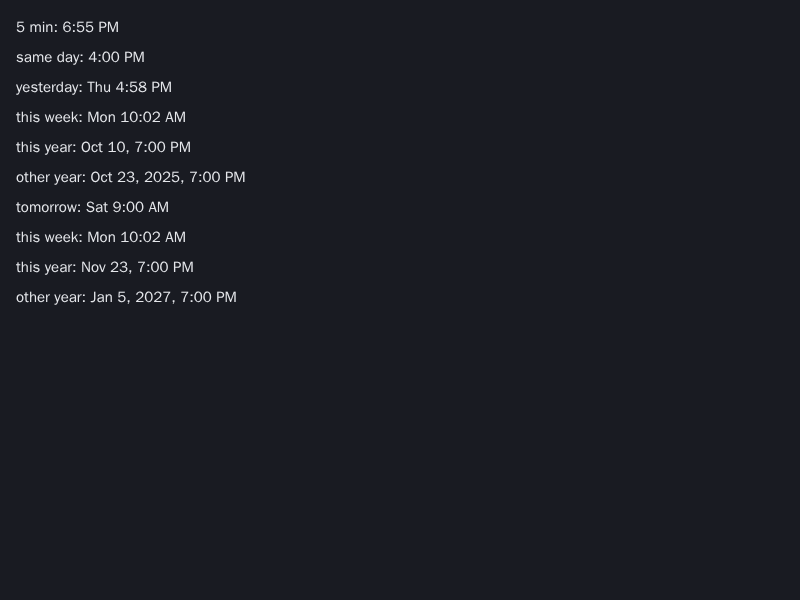 5 min: 6:55 PM
same day: 4:00 PM
yesterday: Thu 4:58 PM
this week: Mon 10:02 AM
this year: Oct 10, 7:00 PM
other year: Oct 23, 2025, 7:00 PM
tomorrow: Sat 9:00 AM
this week: Mon 10:02 AM
this year: Nov 23, 7:00 PM
other year: Jan 5, 2027, 7:00 PM